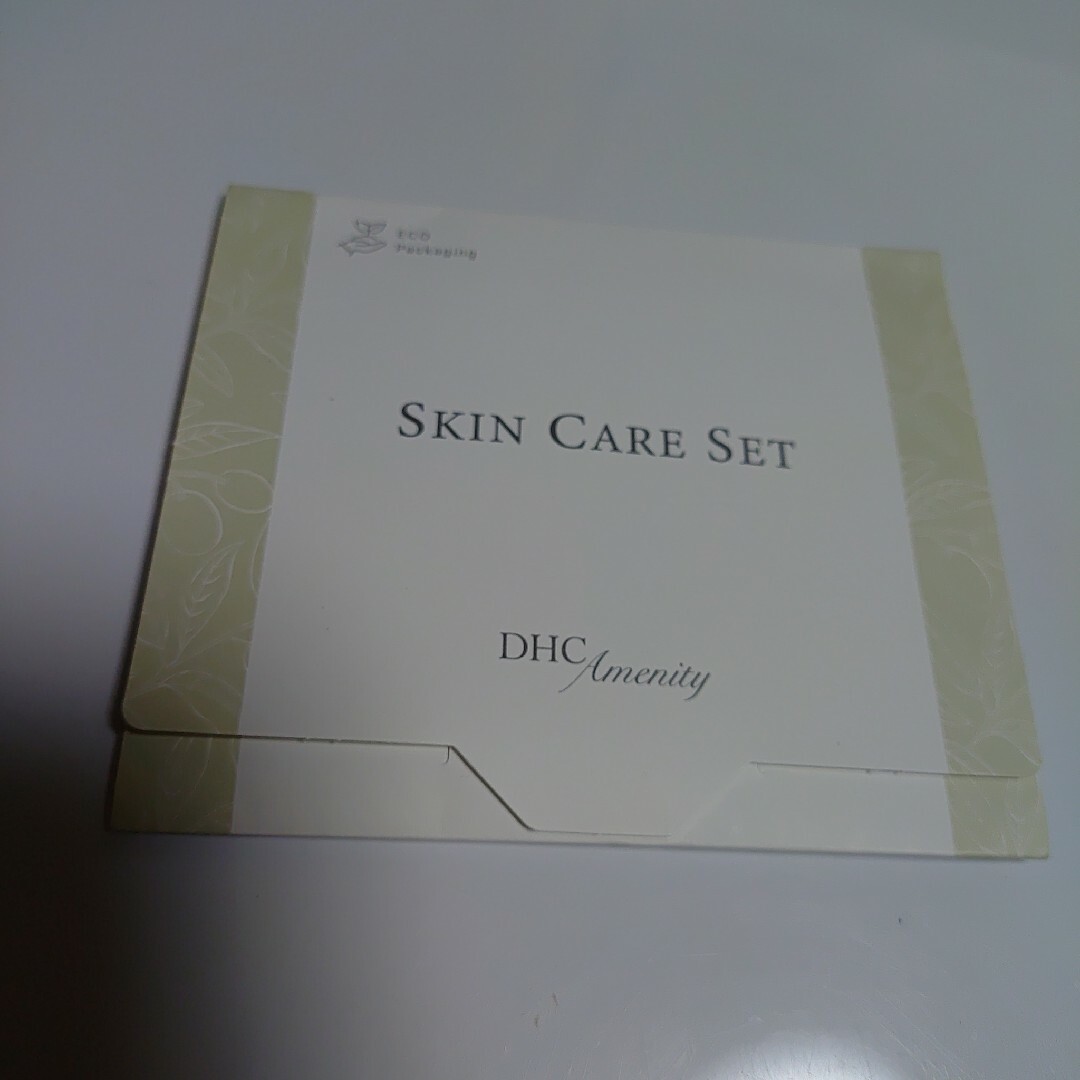 ECO
Packaging
SKIN CARE SET
DHC Amenity